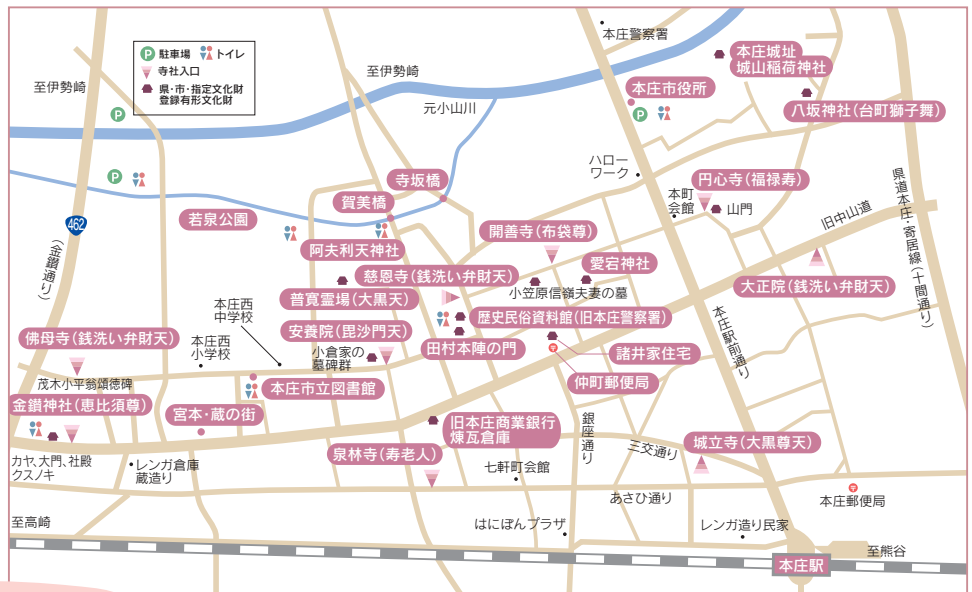 P 駐車場 トイレ
寺社入口
県・市・指定文化財
登録有形文化財
至伊勢崎
至伊勢崎
元小山川
本庄警察署
本庄城址
城山稲荷神社
本庄市役所
P
八坂神社(台町獅子舞)
P
P
ハロー
ワーク
寺坂橋
賀美橋
若泉公園
462
(金鑚通り)
阿夫利天神社
円心寺(福禄寿)
本町
会館
山門
旧中山道
県道本庄・寄居線(十間通り)
開善寺(布袋尊)
愛宕神社
慈恩寺(銭洗い弁財天)
小笠原信嶺夫妻の墓
大正院(銭洗い弁財天)
普寛霊場(大黒天)
本庄西
中学校
歴史民俗資料館(旧本庄警察署)
本庄駅前通り
佛母寺(銭洗い弁財天)
本庄西
小学校
安養院(毘沙門天)
小倉家の
墓碑群
田村本陣の門
諸井家住宅
茂木小平翁頌徳碑
本庄市立図書館
仲町郵便局
金鑚神社(恵比須尊)
宮本・蔵の街
旧本庄商業銀行
煉瓦倉庫
銀座通り
城立寺(大黒尊天)
三交通り
カヤ、大門、社殿
クスノキ
レンガ倉庫
蔵造り
泉林寺(寿老人)
七軒町会館
あさひ通り
本庄郵便局
至高崎
はにぽんプラザ
レンガ造り民家
至熊谷
本庄駅